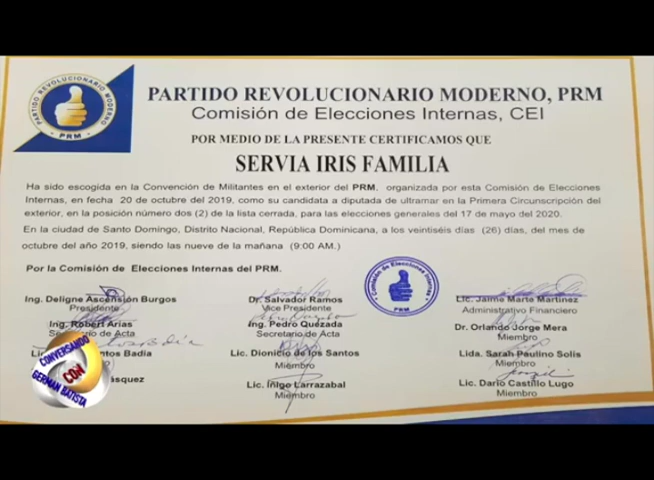 PARTIDO REVOLUCIONARIO MODERNO
PRM
PARTIDO REVOLUCIONARIO MODERNO, PRM
Comisión de Elecciones Internas, CEI
POR MEDIO DE LA PRESENTE CERTIFICAMOS QUE
SERVIA IRIS FAMILIA
Ha sido escogida en la Convención de Militantes en el exterior del PRM, organizada por esta Comisión de Elecciones
Internas, en fecha 20 de octubre del 2019, como su candidata a diputada de ultramar en la Primera Circunscripción del
exterior, en la posición número dos (2) de la lista cerrada, para las elecciones generales del 17 de mayo del 2020.
En la ciudad de Santo Domingo, Distrito Nacional, República Dominicana, a los veintiséis días (26) días, del mes de
octubre del año 2019, siendo las nueve de la mañana (9:00 AM.)
Por la Comisión de Elecciones Internas del PRM.
Comisión de Elecciones Internas
PRM
Ing. Deligne Ascensión Burgos
Presidente
Dr. Salvador Ramos
Vice Presidente
Lic. Jaime Marte Martínez
Administrativo Financiero
Ing. Robert Arias
Secretario de Acta
Ing. Pedro Quezada
Secretario de Acta
Dr. Orlando Jorge Mera
Miembro
Badía
Lic. Dionicio de los Santos
Miembro
Lida. Sarah Paulino Solís
Miembro
Lic. Iñigo Larrazabal
Miembro
Lic. Darío Castillo Lugo
Miembro
CONVERSANDO
CON
GERMAN BATISTA